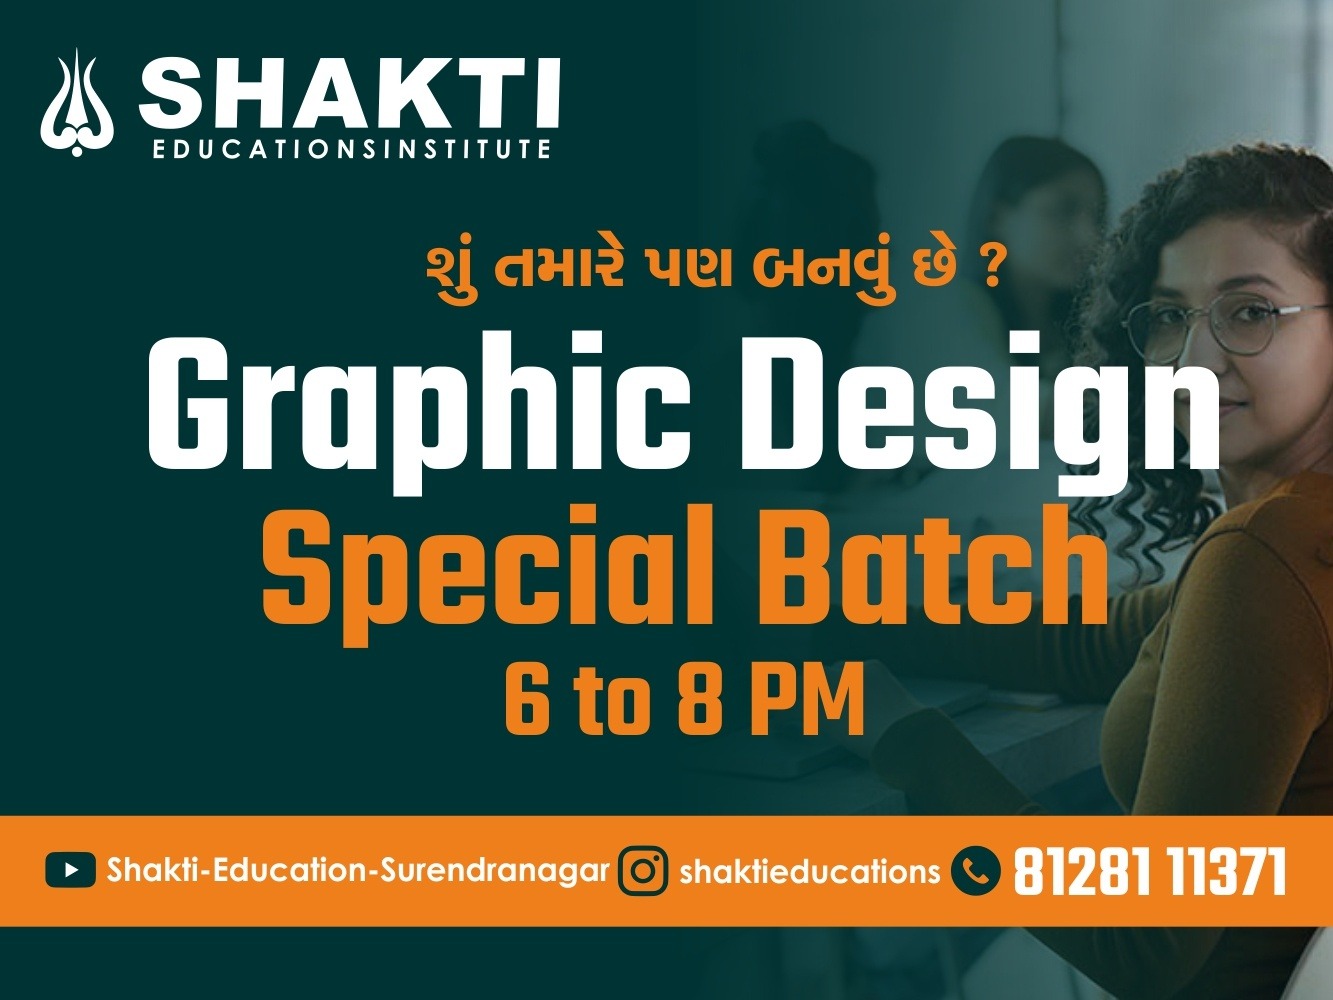 SHAKTI
EDUCATIONSINSTITUTE
શું તમારે પણ બનવું છે ?
Graphic Design
Special Batch
6 to 8 PM
Shakti-Education-Surendranagar shaktieducations 81281 11371